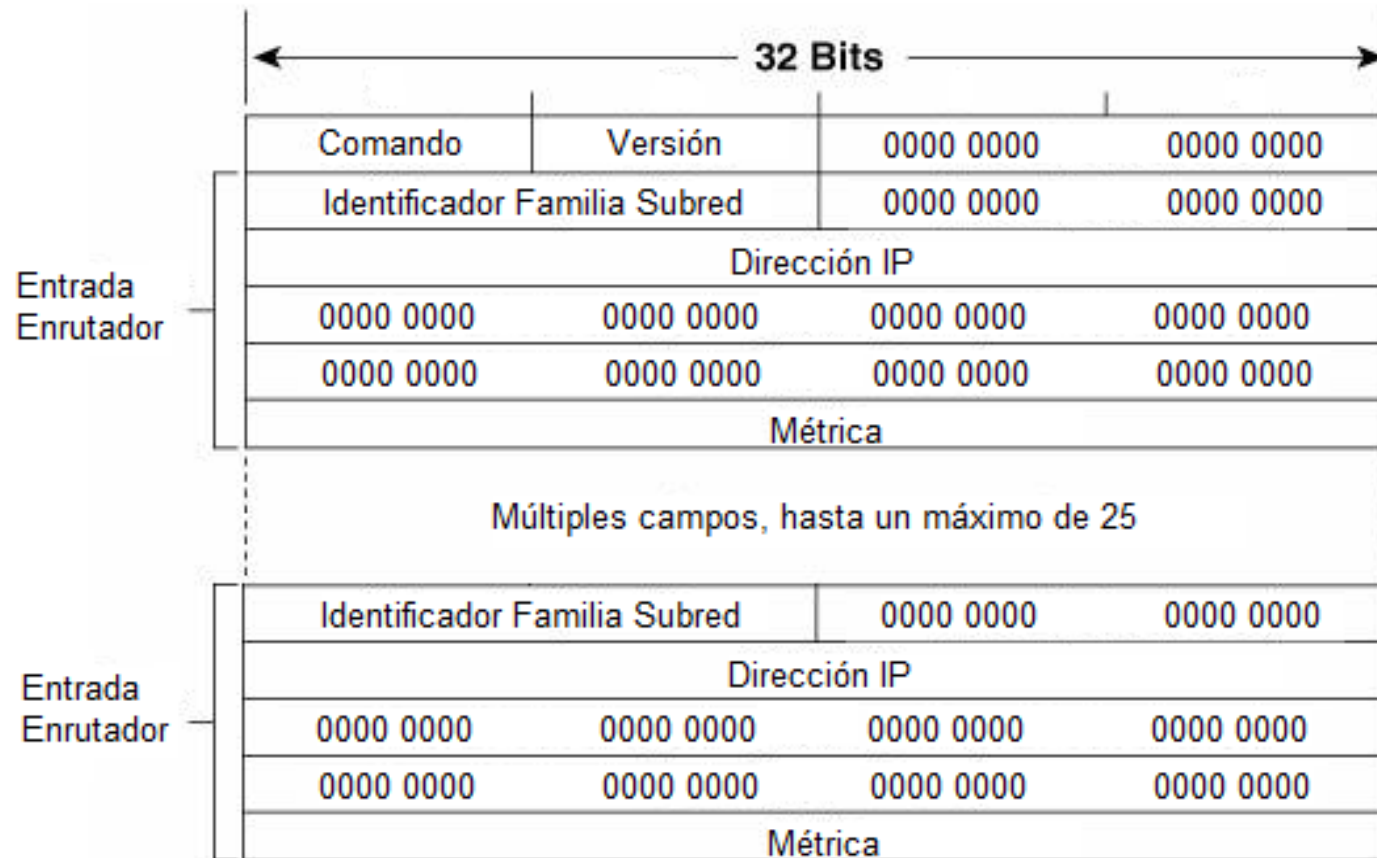 32 Bits
Comando Versión 0000 0000 0000 0000
Identificador Familia Subred 0000 0000 0000 0000
Dirección IP
Entrada
Enrutador
0000 0000 0000 0000 0000 0000 0000 0000
0000 0000 0000 0000 0000 0000 0000 0000
Métrica
Múltiples campos, hasta un máximo de 25
Identificador Familia Subred 0000 0000 0000 0000
Dirección IP
Entrada
Enrutador
0000 0000 0000 0000 0000 0000 0000 0000
0000 0000 0000 0000 0000 0000 0000 0000
Métrica